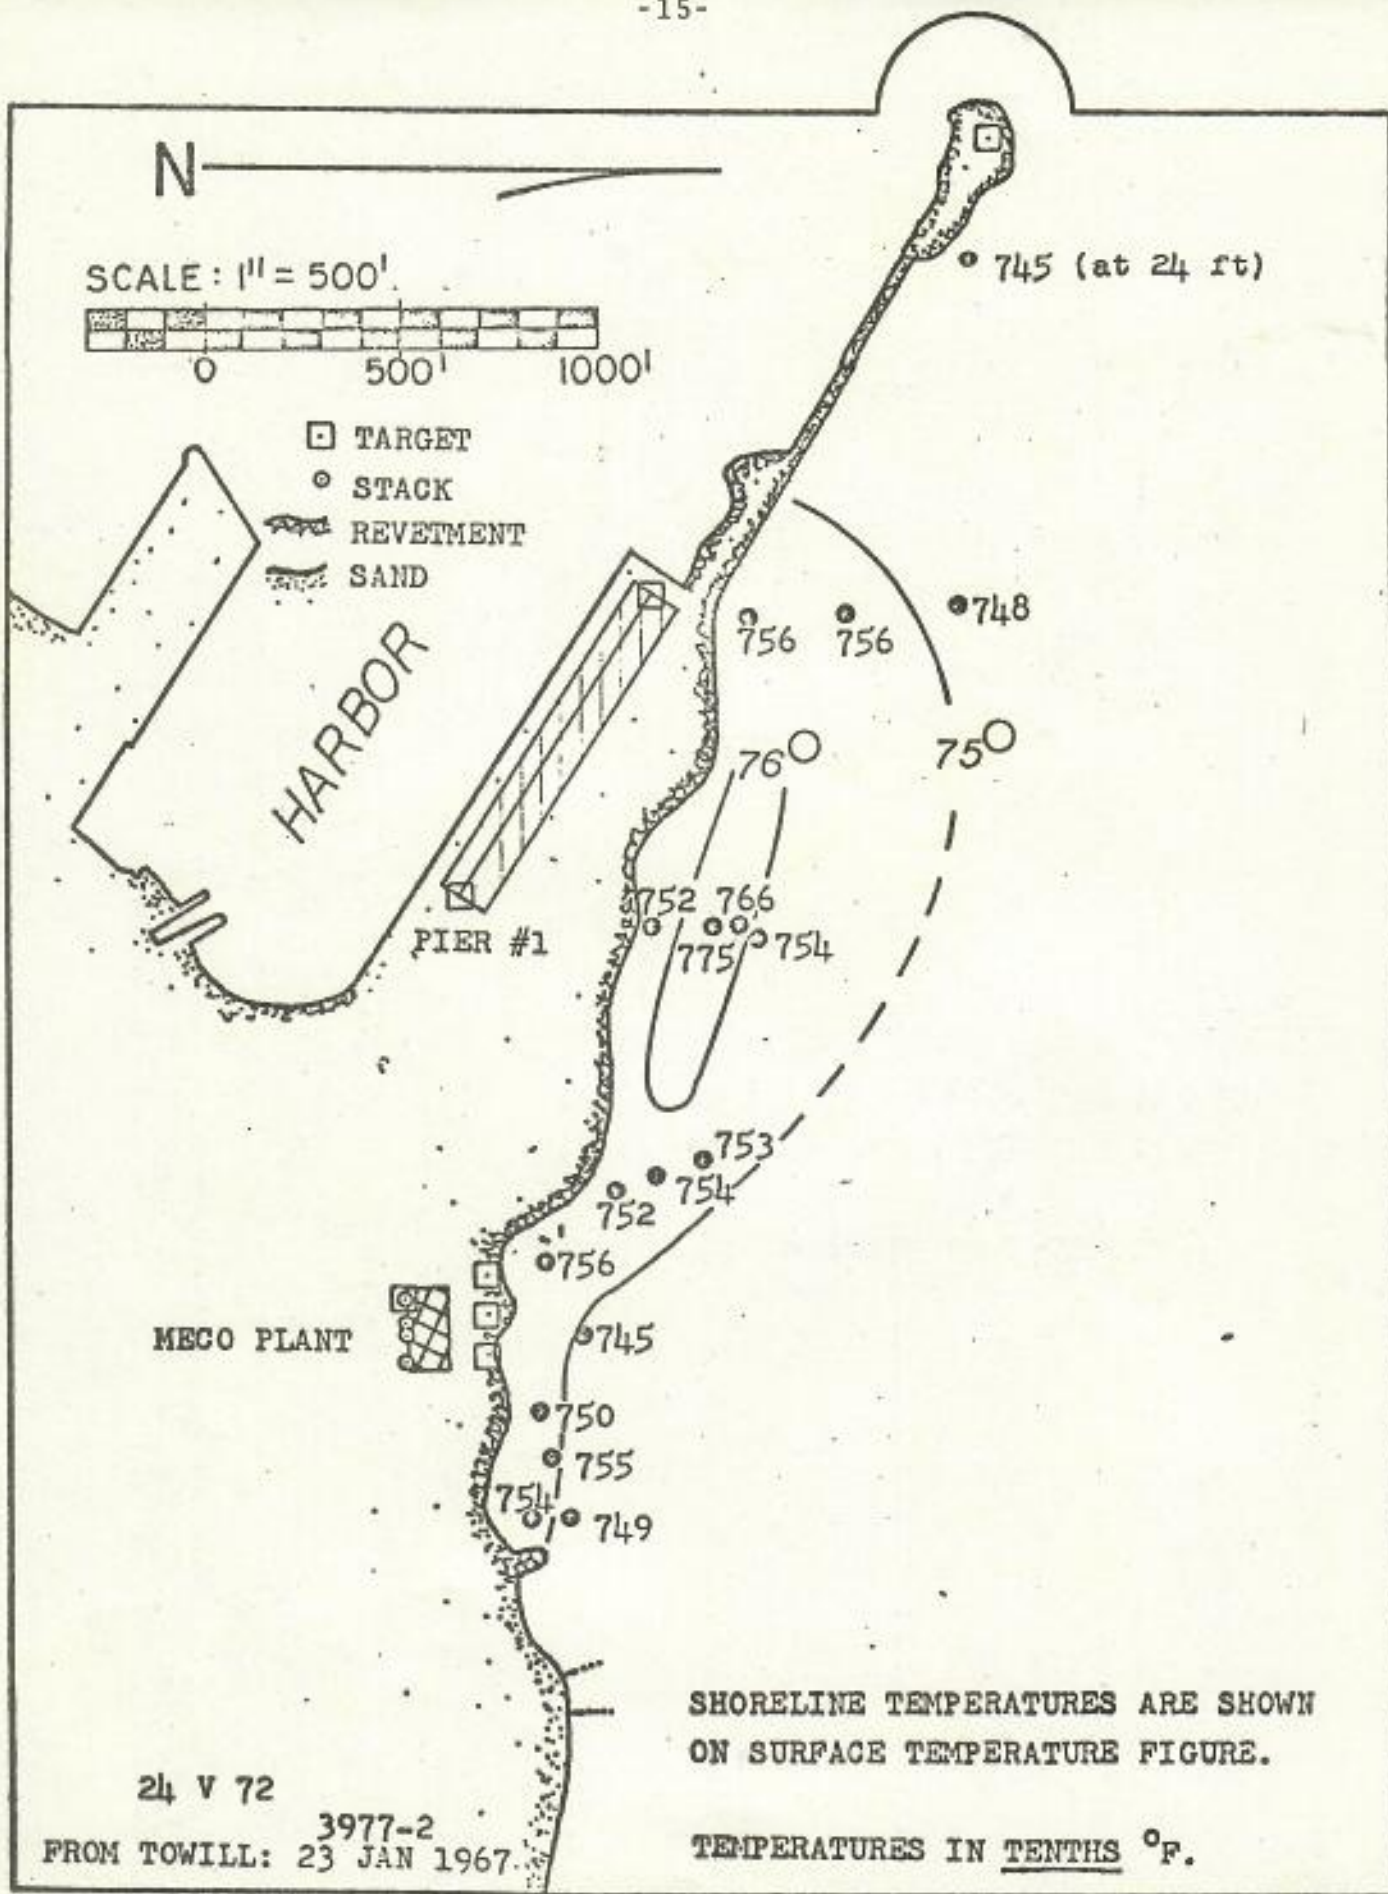 -15-
N
SCALE: 1" = 500'
0 500' 1000'
TARGET
STACK
REVETMENT
SAND
HARBOR
PIER #1
745 (at 24 ft)
748
756 756
76° 75°
752 766
775 754
753
754
752
756
MECO PLANT
745
750
755
754
749
SHORELINE TEMPERATURES ARE SHOWN
ON SURFACE TEMPERATURE FIGURE.
24 V 72
3977-2
FROM TOWILL: 23 JAN 1967
TEMPERATURES IN TENTHS °F.